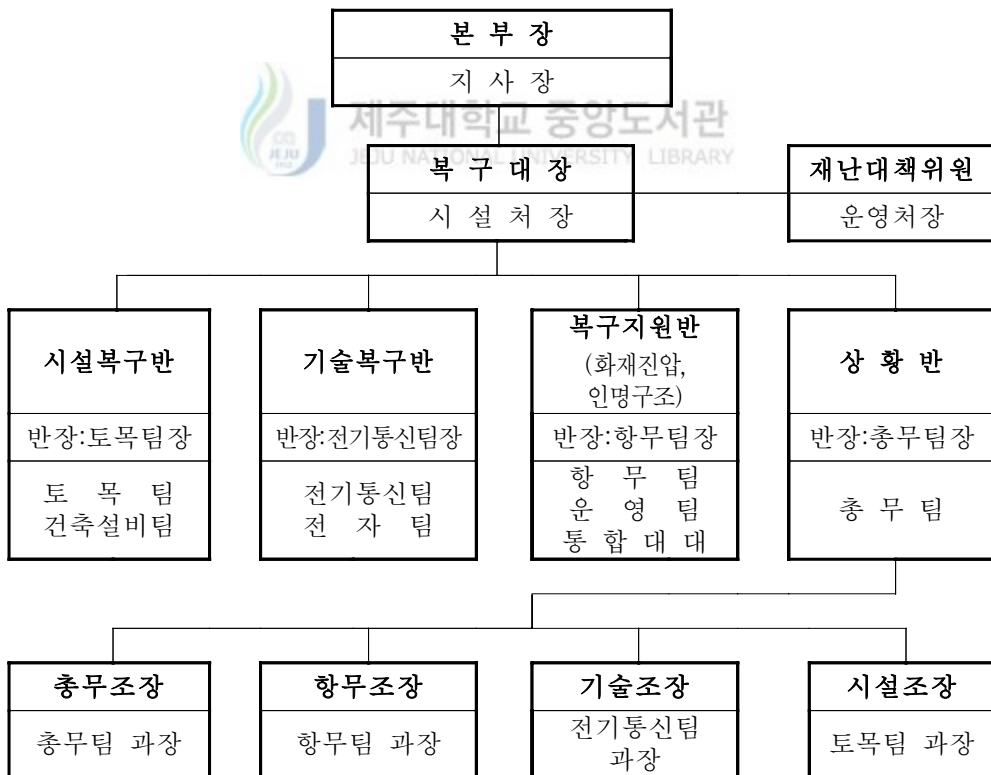 본 부 장
지 사 장
제주대학교 중앙도서관
JEJU NATIONAL UNIVERSITY LIBRARY
JEJU
1952
복 구 대 장
시 설 처 장
재난대책위원
운영처장
시설복구반
반장:토목팀장
토 목 팀
건축설비팀
기술복구반
반장:전기통신팀장
전기통신팀
전 자 팀
복구지원반
(화재진압,
인명구조)
반장:항무팀장
항 무 팀
운 영 팀
통 합 대 대
상 황 반
반장:총무팀장
총 무 팀
총무조장
총무팀 과장
항무조장
항무팀 과장
기술조장
전기통신팀
과장
시설조장
토목팀 과장